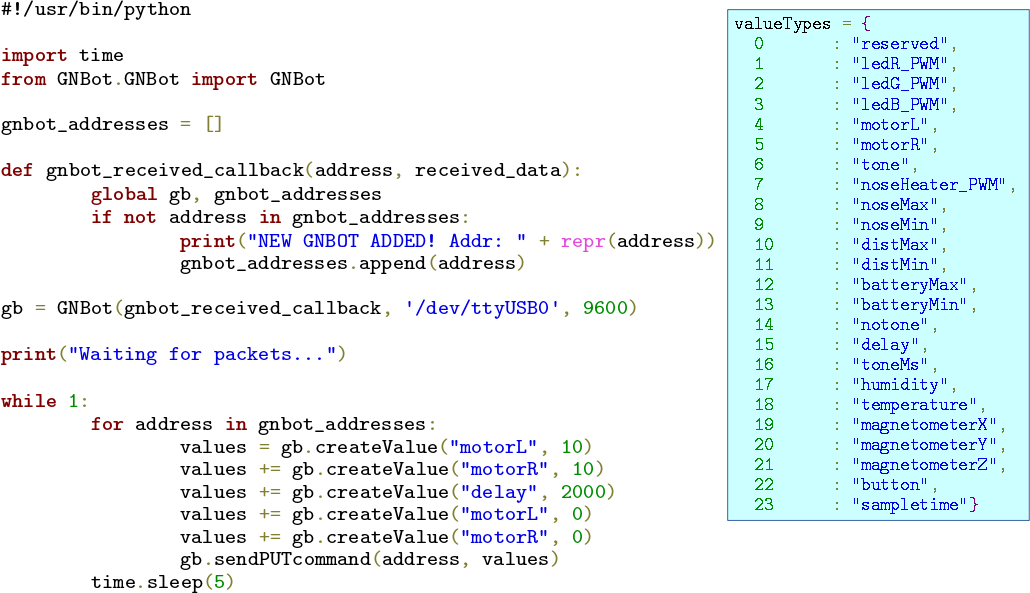 #!/usr/bin/python
import time
from GNBot.GNBot import GNBot
gnbot_addresses = []
def gnbot_received_callback(address, received_data):
        global gb, gnbot_addresses
        if not address in gnbot_addresses:
                print("NEW GNBOT ADDED! Addr: " + repr(address))
                gnbot_addresses.append(address)
gb = GNBot(gnbot_received_callback, '/dev/ttyUSB0', 9600)
print("Waiting for packets...")
while 1:
        for address in gnbot_addresses:
                values = gb.createValue("motorL", 10)
                values += gb.createValue("motorR", 10)
                values += gb.createValue("delay", 2000)
                values += gb.createValue("motorL", 0)
                values += gb.createValue("motorR", 0)
                gb.sendPUTcommand(address, values)
        time.sleep(5)
valueTypes = {
  0       : "reserved",
  1       : "ledR_PWM",
  2       : "ledG_PWM",
  3       : "ledB_PWM",
  4       : "motorL",
  5       : "motorR",
  6       : "tone",
  7       : "noseHeater_PWM",
  8       : "noseMax",
  9       : "noseMin",
  10      : "distMax",
  11      : "distMin",
  12      : "batteryMax",
  13      : "batteryMin",
  14      : "notone",
  15      : "delay",
  16      : "toneMs",
  17      : "humidity",
  18      : "temperature",
  19      : "magnetometerX",
  20      : "magnetometerY",
  21      : "magnetometerZ",
  22      : "button",
  23      : "sampletime"}